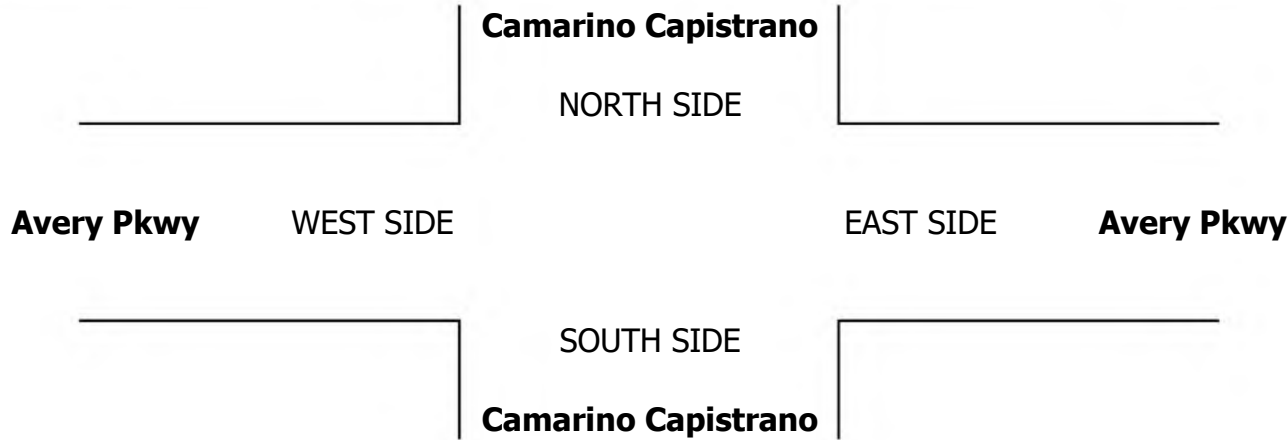 Camarino Capistrano
NORTH SIDE
Avery Pkwy WEST SIDE EAST SIDE Avery Pkwy
SOUTH SIDE
Camarino Capistrano